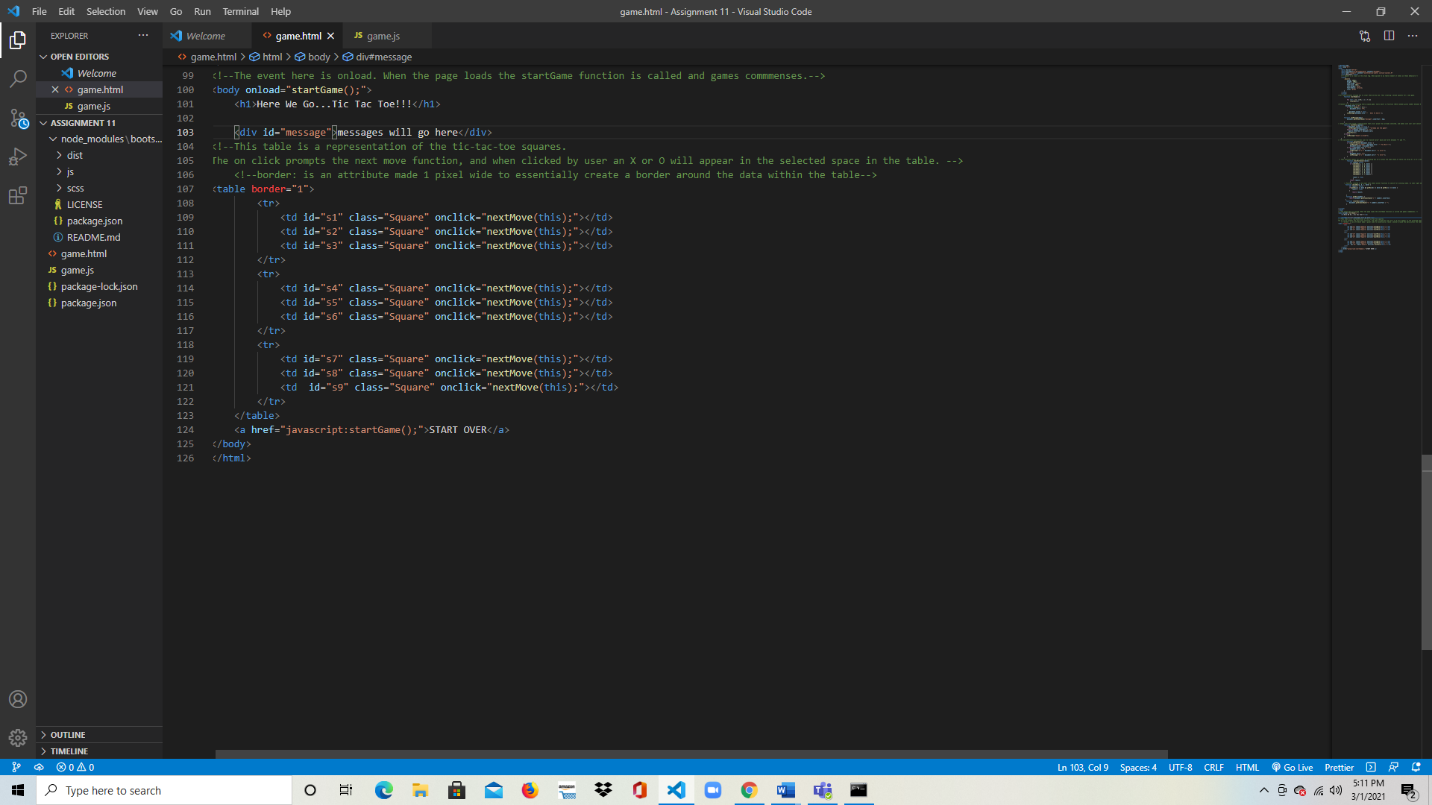 File Edit Selection View Go Run Terminal Help
game.html - Assignment 11 - Visual Studio Code
EXPLORER
OPEN EDITORS
Welcome
game.html
JS game.js
ASSIGNMENT 11
node_modules \ boots...
dist
js
scss
LICENSE
{} package.json
README.md
<> game.html
JS game.js
{} package-lock.json
{} package.json
OUTLINE
TIMELINE
Welcome
<> game.html
JS game.js
<> game.html > html > body > div#message
99 <!--The event here is onload. When the page loads the startGame function is called and games commmenses.-->
100 <body onload="startGame();">
101 <h1>Here We Go...Tic Tac Toe!!!</h1>
102
103 <div id="message">messages will go here</div>
104 <!--This table is a representation of the tic-tac-toe squares.
105 The on click prompts the next move function, and when clicked by user an X or O will appear in the selected space in the table. -->
106 <!--border: is an attribute made 1 pixel wide to essentially create a border around the data within the table-->
107 <table border="1">
108 <tr>
109 <td id="s1" class="Square" onclick="nextMove(this);"></td>
110 <td id="s2" class="Square" onclick="nextMove(this);"></td>
111 <td id="s3" class="Square" onclick="nextMove(this);"></td>
112 </tr>
113 <tr>
114 <td id="s4" class="Square" onclick="nextMove(this);"></td>
115 <td id="s5" class="Square" onclick="nextMove(this);"></td>
116 <td id="s6" class="Square" onclick="nextMove(this);"></td>
117 </tr>
118 <tr>
119 <td id="s7" class="Square" onclick="nextMove(this);"></td>
120 <td id="s8" class="Square" onclick="nextMove(this);"></td>
121 <td  id="s9" class="Square" onclick="nextMove(this);"></td>
122 </tr>
123 </table>
124 <a href="javascript:startGame();">START OVER</a>
125 </body>
126 </html>
0 0
Ln 103, Col 9 Spaces: 4 UTF-8 CRLF HTML Go Live Prettier
Type here to search
5:11 PM
3/1/2021
2